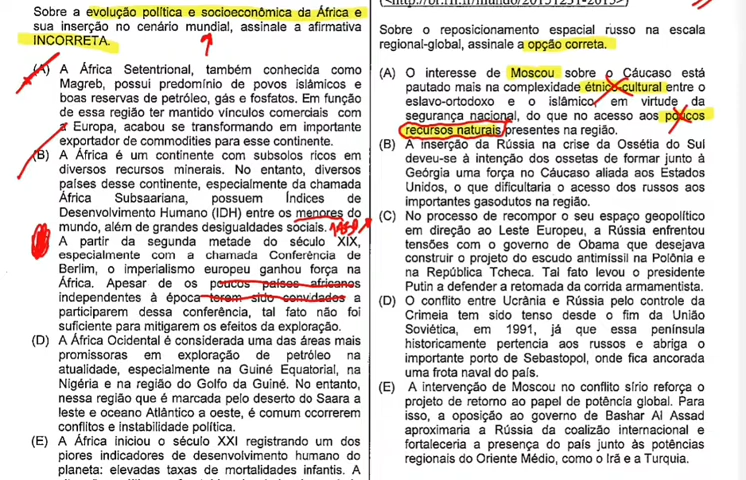 Sobre a evolução política e socioeconômica da África e
sua inserção no cenário mundial, assinale a afirmativa
INCORRETA.
(A) A África Setentrional, também conhecida como
Magreb, possui predomínio de povos islâmicos e
boas reservas de petróleo, gás e fosfatos. Em função
de essa região ter mantido vínculos comerciais com
a Europa, acabou se transformando em importante
exportador de commodities para esse continente.
(B) A África é um continente com subsolos ricos em
diversos recursos minerais. No entanto, diversos
países desse continente, especialmente da chamada
África Subsaariana, possuem Índices de
Desenvolvimento Humano (IDH) entre os menores do
mundo, além de grandes desigualdades sociais.
A partir da segunda metade do século XIX,
especialmente com a chamada Conferência de
Berlim, o imperialismo europeu ganhou força na
África. Apesar de os poucos países africanos
independentes à época terem sido convidados a
participarem dessa conferência, tal fato não foi
suficiente para mitigarem os efeitos da exploração.
(D) A África Ocidental é considerada uma das áreas mais
promissoras em exploração de petróleo na
atualidade, especialmente na Guiné Equatorial, na
Nigéria e na região do Golfo da Guiné. No entanto,
nessa região que é marcada pelo deserto do Saara a
leste e oceano Atlântico a oeste, é comum ocorrerem
conflitos e instabilidade política.
(E) A África iniciou o século XXI registrando um dos
piores indicadores de desenvolvimento humano do
planeta: elevadas taxas de mortalidades infantis. A
Sobre o reposicionamento espacial russo na escala
regional-global, assinale a opção correta.
(A) O interesse de Moscou sobre o Cáucaso está
pautado mais na complexidade étnico-cultural entre o
eslavo-ortodoxo e o islâmico, em virtude da
segurança nacional, do que no acesso aos poucos
recursos naturais presentes na região.
(B) A inserção da Rússia na crise da Ossétia do Sul
deveu-se à intenção dos ossetas de formar junto à
Geórgia uma força no Cáucaso aliada aos Estados
Unidos, o que dificultaria o acesso dos russos aos
importantes gasodutos na região.
(C) No processo de recompor o seu espaço geopolítico
em direção ao Leste Europeu, a Rússia enfrentou
tensões com o governo de Obama que desejava
construir o projeto do escudo antimíssil na Polônia e
na República Tcheca. Tal fato levou o presidente
Putin a defender a retomada da corrida armamentista.
(D) O conflito entre Ucrânia e Rússia pelo controle da
Crimeia tem sido tenso desde o fim da União
Soviética, em 1991, já que essa península
historicamente pertencia aos russos e abriga o
importante porto de Sebastopol, onde fica ancorada
uma frota naval do país.
(E) A intervenção de Moscou no conflito sírio reforça o
projeto de retorno ao papel de potência global. Para
isso, a oposição ao governo de Bashar Al Assad
aproximaria a Rússia da coalizão internacional e
fortaleceria a presença do país junto às potências
regionais do Oriente Médio, como o Irã e a Turquia.